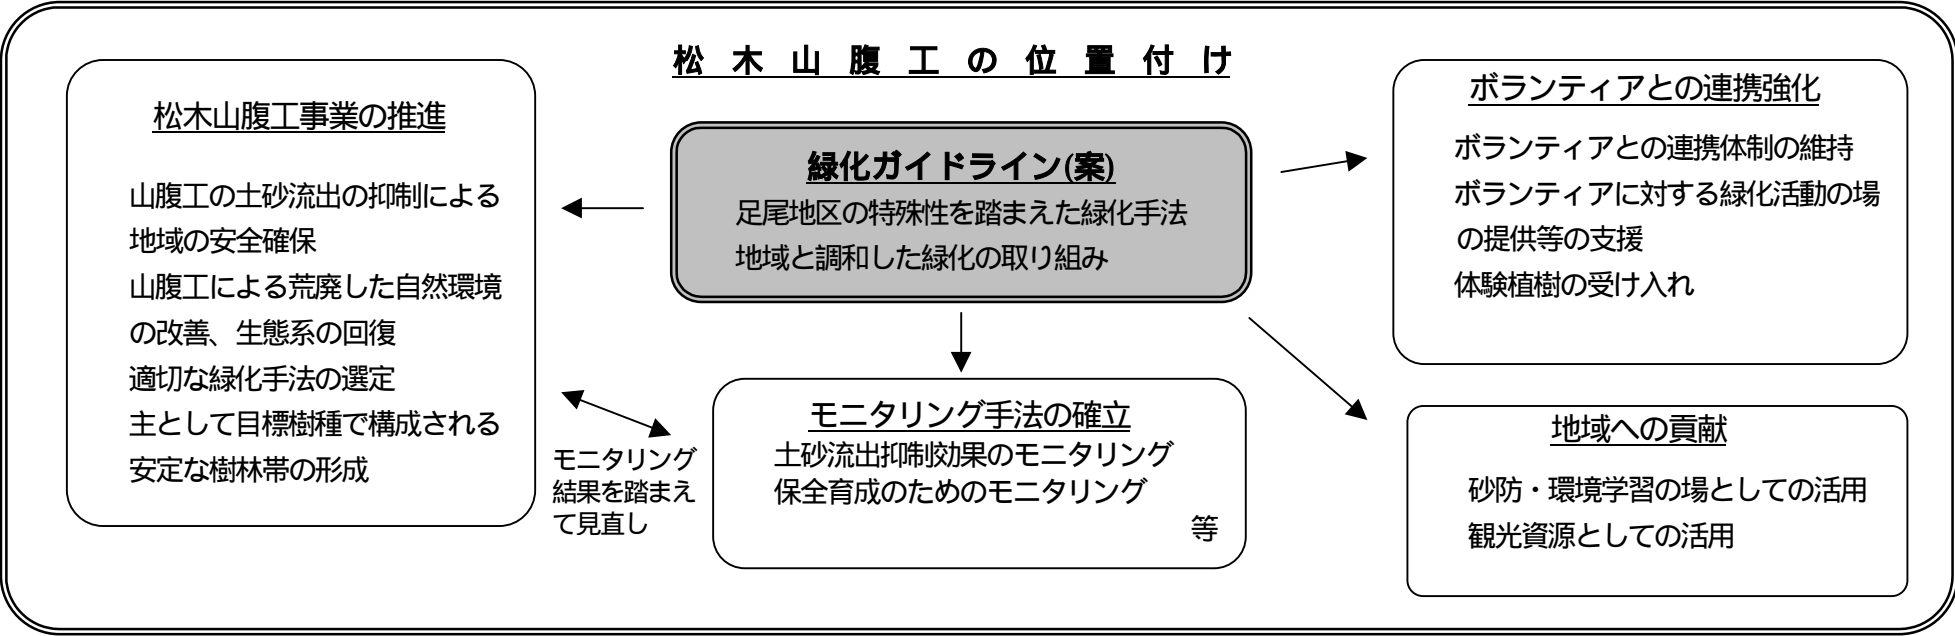 松木山腹工の位置付け
松木山腹工事業の推進
山腹工の土砂流出の抑制による
地域の安全確保
山腹工による荒廃した自然環境
の改善、生態系の回復
適切な緑化手法の選定
主として目標樹種で構成される
安定な樹林帯の形成
緑化ガイドライン(案)
足尾地区の特殊性を踏まえた緑化手法
地域と調和した緑化の取り組み
モニタリング
結果を踏まえ
て見直し
モニタリング手法の確立
土砂流出抑制効果のモニタリング
保全育成のためのモニタリング
等
ボランティアとの連携強化
ボランティアとの連携体制の維持
ボランティアに対する緑化活動の場
の提供等の支援
体験植樹の受け入れ
地域への貢献
砂防・環境学習の場としての活用
観光資源としての活用